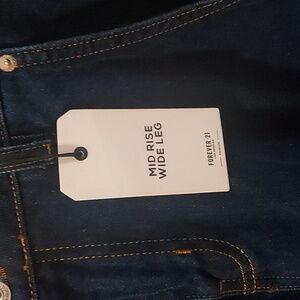 MID RISE
WIDE LEG
FOREVER 21